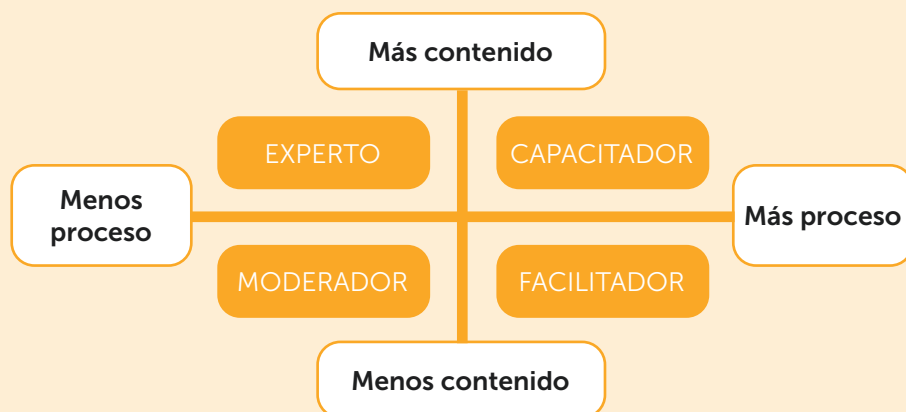 Más contenido
EXPERTO
CAPACITADOR
Menos
proceso
Más proceso
MODERADOR
FACILITADOR
Menos contenido